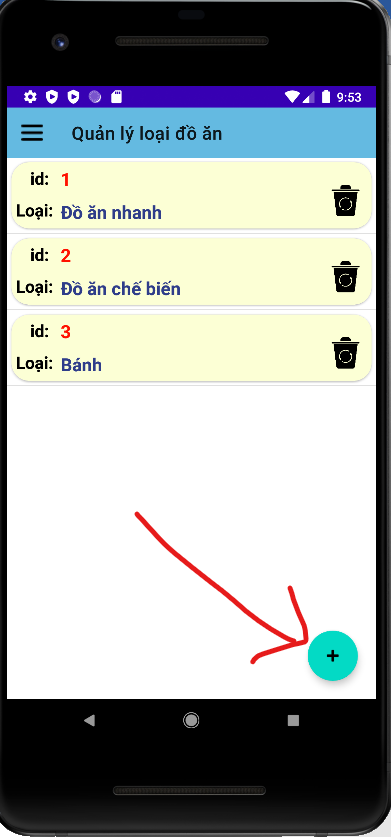 9:53
Quản lý loại đồ ăn
id: 1
Loại: Đồ ăn nhanh
id: 2
Loại: Đồ ăn chế biến
id: 3
Loại: Bánh
+